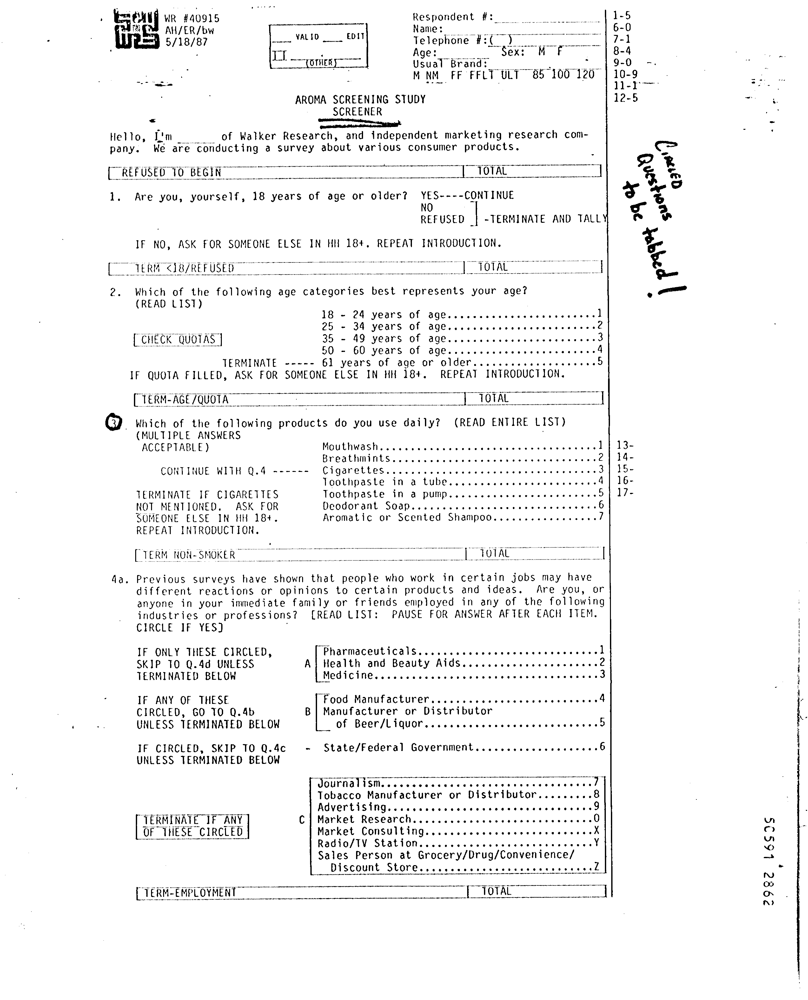 WR #40915
AH/ER/bw
5/18/87
VALID EDIT
II
(OTHER)
Respondent #:
Name:
Telephone #:( )
Age: Sex: M F
Usual Brand:
M NM FF FFLT ULT 85 100 120
1-5
6-0
7-1
8-4
9-0
10-9
11-1
12-5
AROMA SCREENING STUDY
SCREENER
Hello, I'm ______ of Walker Research, and independent marketing research com-
pany. We are conducting a survey about various consumer products.
REFUSED TO BEGIN TOTAL
CIRCLED
Questions
to be tabbed!
1. Are you, yourself, 18 years of age or older? YES----CONTINUE
NO
REFUSED -TERMINATE AND TALLY
IF NO, ASK FOR SOMEONE ELSE IN HH 18+. REPEAT INTRODUCTION.
TERM <18/REFUSED TOTAL
2. Which of the following age categories best represents your age?
(READ LIST)
18 - 24 years of age........................1
25 - 34 years of age........................2
CHECK QUOTAS 35 - 49 years of age........................3
50 - 60 years of age........................4
TERMINATE ----- 61 years of age or older....................5
IF QUOTA FILLED, ASK FOR SOMEONE ELSE IN HH 18+. REPEAT INTRODUCTION.
TERM-AGE/QUOTA TOTAL
3 Which of the following products do you use daily? (READ ENTIRE LIST)
(MULTIPLE ANSWERS
ACCEPTABLE) Mouthwash...................................1 13-
Breathmints.................................2 14-
CONTINUE WITH Q.4 ------ Cigarettes..................................3 15-
Toothpaste in a tube........................4 16-
TERMINATE IF CIGARETTES Toothpaste in a pump........................5 17-
NOT MENTIONED. ASK FOR Deodorant Soap..............................6
SOMEONE ELSE IN HH 18+. Aromatic or Scented Shampoo.................7
REPEAT INTRODUCTION.
TERM NON-SMOKER TOTAL
4a. Previous surveys have shown that people who work in certain jobs may have
different reactions or opinions to certain products and ideas. Are you, or
anyone in your immediate family or friends employed in any of the following
industries or professions? [READ LIST: PAUSE FOR ANSWER AFTER EACH ITEM.
CIRCLE IF YES]
IF ONLY THESE CIRCLED, Pharmaceuticals.............................1
SKIP TO Q.4d UNLESS A Health and Beauty Aids......................2
TERMINATED BELOW Medicine....................................3
IF ANY OF THESE Food Manufacturer...........................4
CIRCLED, GO TO Q.4b B Manufacturer or Distributor
UNLESS TERMINATED BELOW of Beer/Liquor............................5
IF CIRCLED, SKIP TO Q.4c - State/Federal Government....................6
UNLESS TERMINATED BELOW
Journalism..................................7
Tobacco Manufacturer or Distributor.........8
Advertising.................................9
TERMINATE IF ANY C Market Research.............................0
OF THESE CIRCLED Market Consulting...........................X
Radio/TV Station............................Y
Sales Person at Grocery/Drug/Convenience/
Discount Store............................Z
TERM-EMPLOYMENT TOTAL
50591 2862